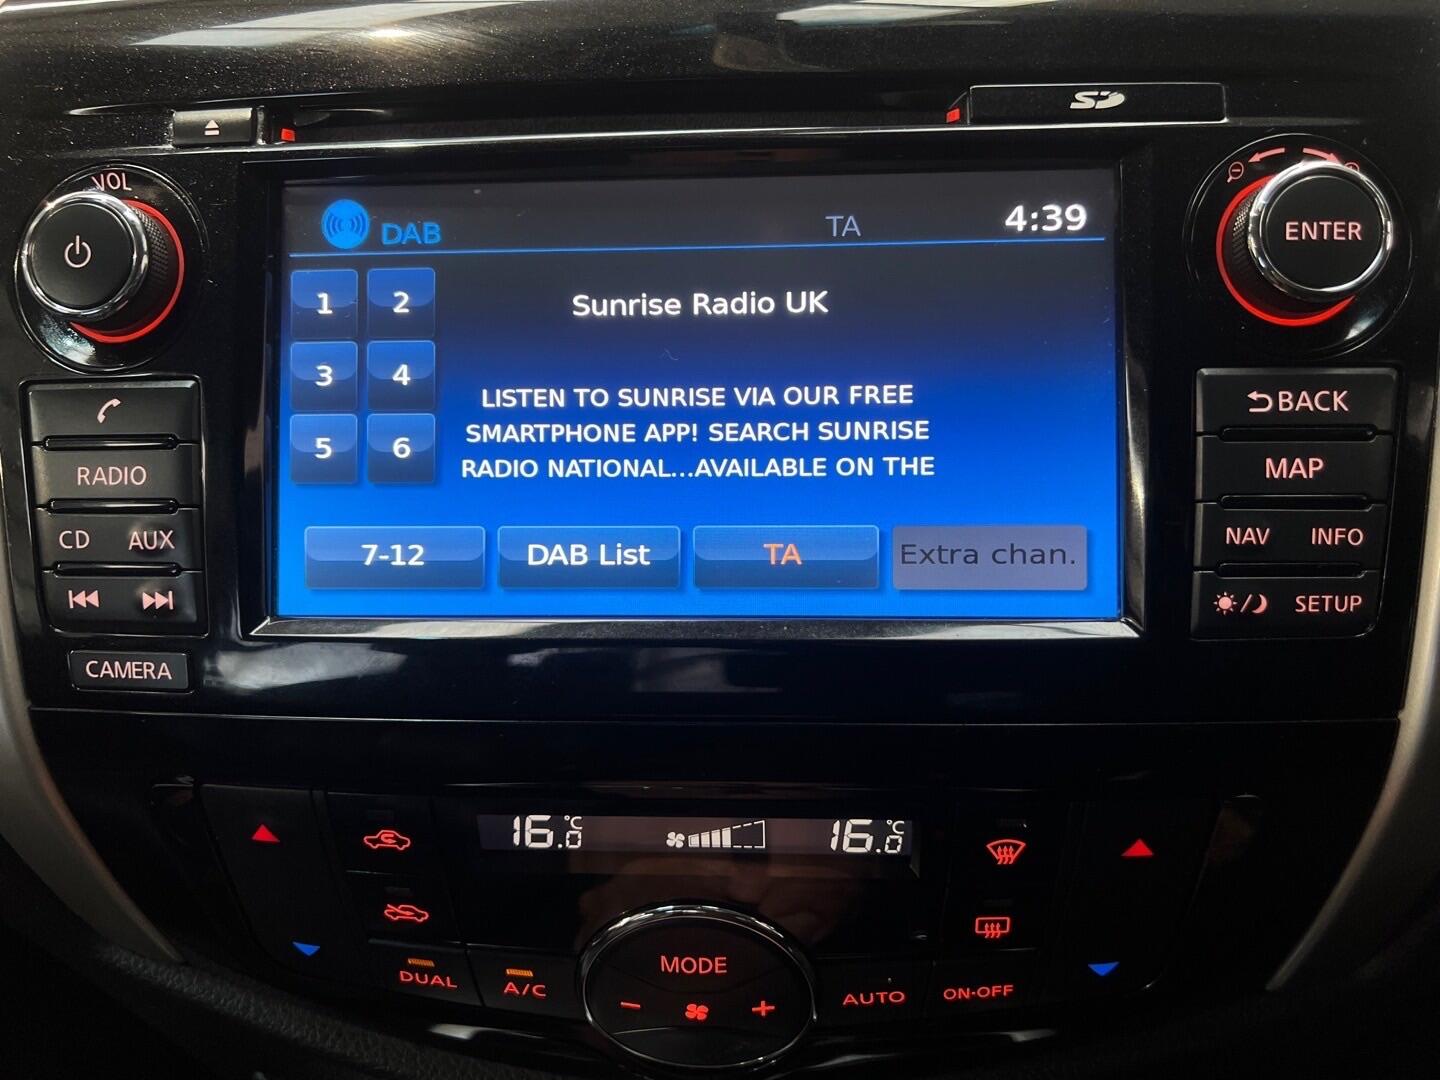 SD
VOL
ENTER
DAB
TA
4:39
1
2
3
4
5
6
Sunrise Radio UK
LISTEN TO SUNRISE VIA OUR FREE
SMARTPHONE APP! SEARCH SUNRISE
RADIO NATIONAL...AVAILABLE ON THE
7-12
DAB List
TA
Extra chan.
RADIO
CD AUX
CAMERA
BACK
MAP
NAV INFO
SETUP
16.0°C
16.0°C
DUAL
A/C
MODE
- +
AUTO
ON·OFF